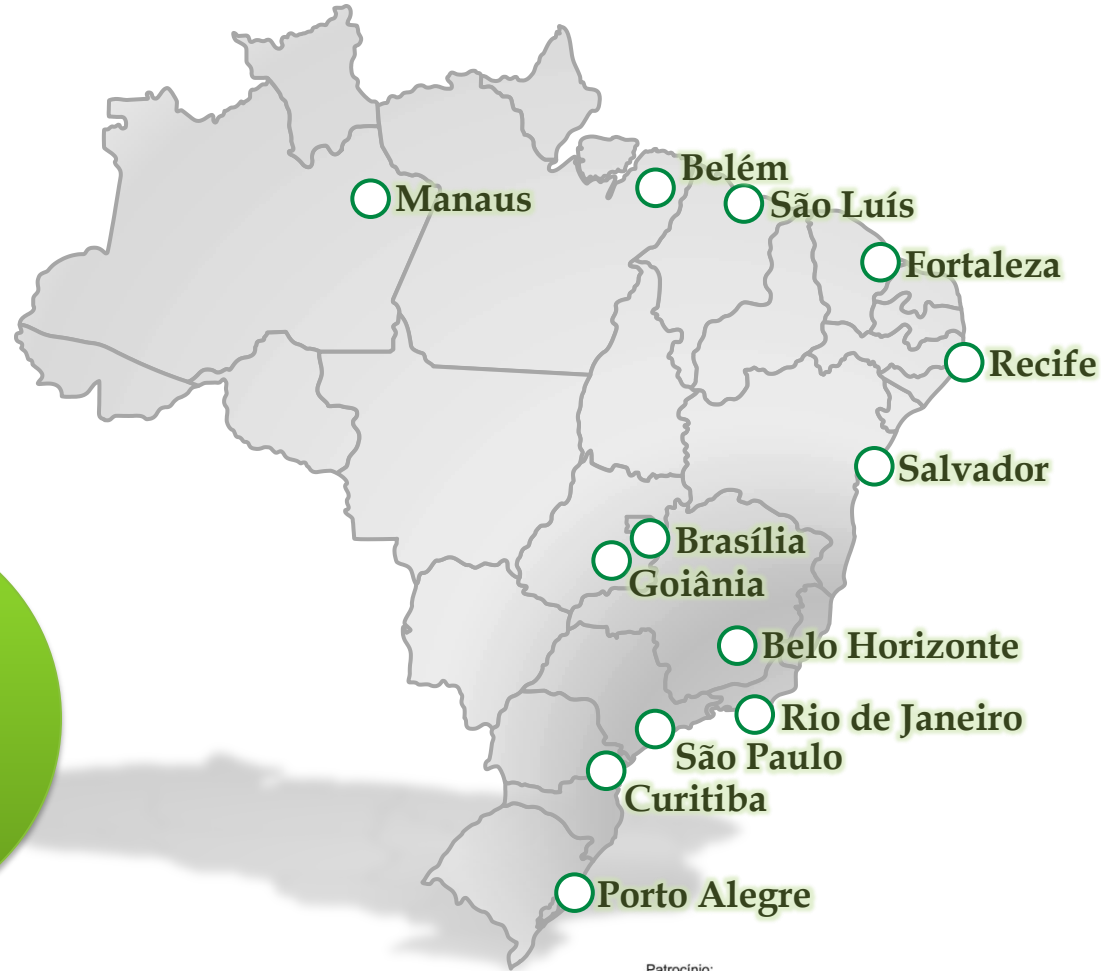 Belém
Manaus
São Luís
Fortaleza
Recife
Salvador
Brasília
Goiânia
Belo Horizonte
Rio de Janeiro
São Paulo
Curitiba
Porto Alegre
Patrocínio: